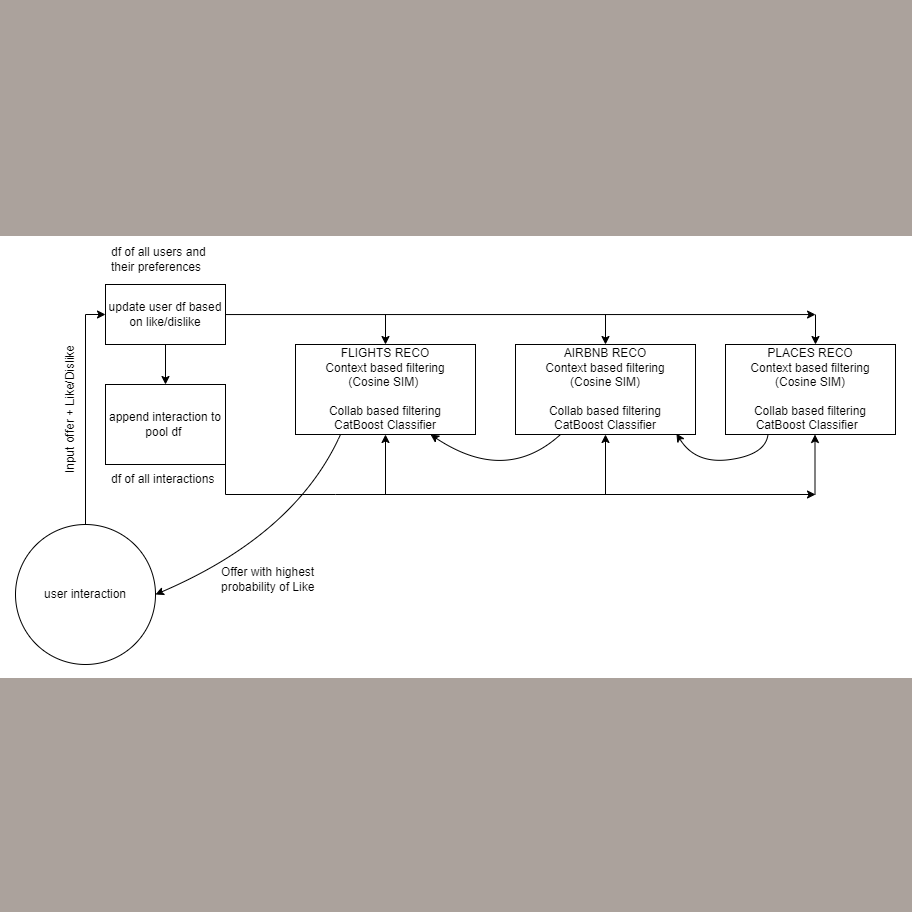 df of all users and
their preferences
update user df based
on like/dislike
append interaction to
pool df
df of all interactions
Input offer + Like/Dislike
user interaction
FLIGHTS RECO
Context based filtering
(Cosine SIM)
Collab based filtering
CatBoost Classifier
AIRBNB RECO
Context based filtering
(Cosine SIM)
Collab based filtering
CatBoost Classifier
PLACES RECO
Context based filtering
(Cosine SIM)
Collab based filtering
CatBoost Classifier
Offer with highest
probability of Like